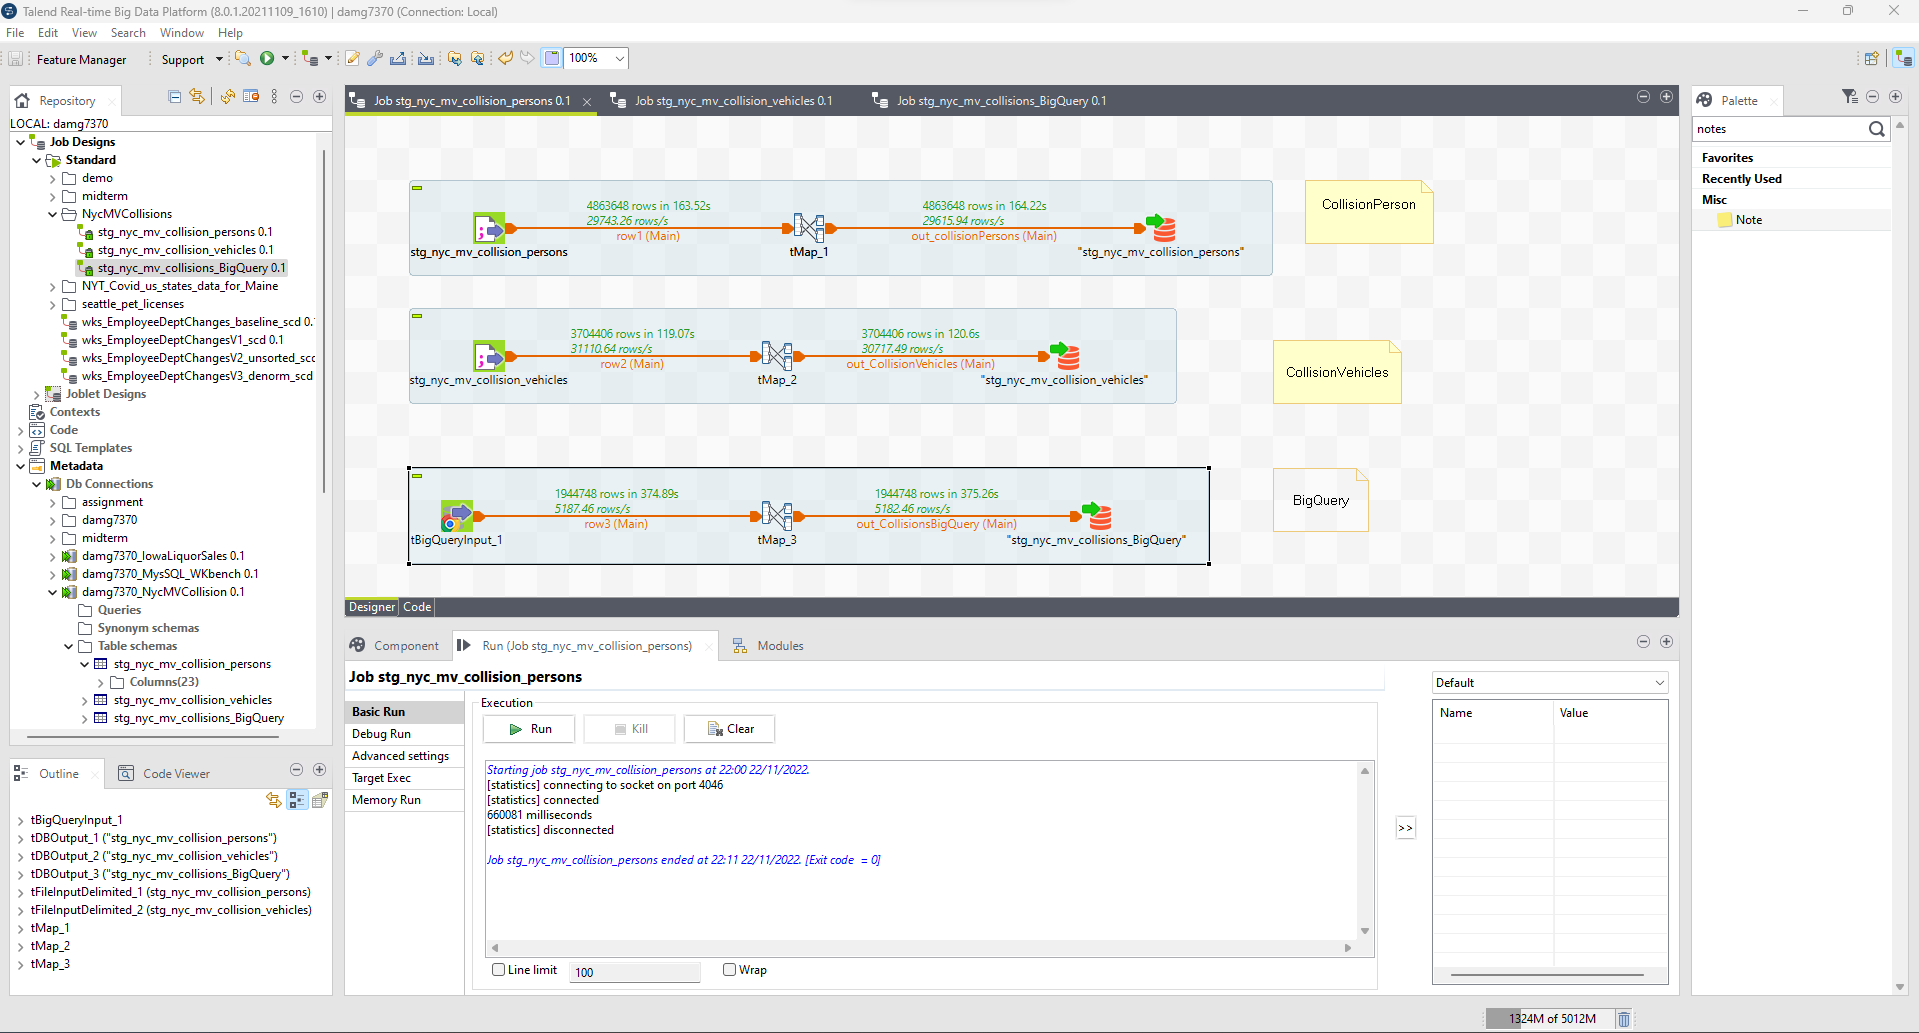 Talend Real-time Big Data Platform (8.0.1.20211109_1610) | damg7370 (Connection: Local)
File Edit View Search Window Help
Feature Manager Support 100%
Repository
LOCAL: damg7370
Job Designs
Standard
demo
midterm
NycMVCollisions
stg_nyc_mv_collision_persons 0.1
stg_nyc_mv_collision_vehicles 0.1
stg_nyc_mv_collisions_BigQuery 0.1
NYT_Covid_us_states_data_for_Maine
seattle_pet_licenses
wks_EmployeeDeptChanges_baseline_scd 0.
wks_EmployeeDeptChangesV1_scd 0.1
wks_EmployeeDeptChangesV2_unsorted_scd
wks_EmployeeDeptChangesV3_denorm_scd
Joblet Designs
Contexts
Code
SQL Templates
Metadata
Db Connections
assignment
damg7370
midterm
damg7370_IowaLiquorSales 0.1
damg7370_MysSQL_WKbench 0.1
damg7370_NycMVCollision 0.1
Queries
Synonym schemas
Table schemas
stg_nyc_mv_collision_persons
Columns(23)
stg_nyc_mv_collision_vehicles
stg_nyc_mv_collisions_BigQuery
Outline Code Viewer
tBigQueryInput_1
tDBOutput_1 ("stg_nyc_mv_collision_persons")
tDBOutput_2 ("stg_nyc_mv_collision_vehicles")
tDBOutput_3 ("stg_nyc_mv_collisions_BigQuery")
tFileInputDelimited_1 (stg_nyc_mv_collision_persons)
tFileInputDelimited_2 (stg_nyc_mv_collision_vehicles)
tMap_1
tMap_2
tMap_3
Job stg_nyc_mv_collision_persons 0.1 Job stg_nyc_mv_collision_vehicles 0.1 Job stg_nyc_mv_collisions_BigQuery 0.1
4863648 rows in 163.52s 4863648 rows in 164.22s
29743.26 rows/s 29615.94 rows/s
row1 (Main) out_collisionPersons (Main)
stg_nyc_mv_collision_persons tMap_1 "stg_nyc_mv_collision_persons"
CollisionPerson
3704406 rows in 119.07s 3704406 rows in 120.6s
31110.64 rows/s 30717.49 rows/s
row2 (Main) out_CollisionVehicles (Main)
stg_nyc_mv_collision_vehicles tMap_2 "stg_nyc_mv_collision_vehicles"
CollisionVehicles
1944748 rows in 374.89s 1944748 rows in 375.26s
5187.46 rows/s 5182.46 rows/s
row3 (Main) out_CollisionsBigQuery (Main)
tBigQueryInput_1 tMap_3 "stg_nyc_mv_collisions_BigQuery"
BigQuery
Designer Code
Component Run (Job stg_nyc_mv_collision_persons) Modules
Job stg_nyc_mv_collision_persons
Basic Run
Debug Run
Advanced settings
Target Exec
Memory Run
Execution
Run Kill Clear
Starting job stg_nyc_mv_collision_persons at 22:00 22/11/2022.
[statistics] connecting to socket on port 4046
[statistics] connected
660081 milliseconds
[statistics] disconnected
Job stg_nyc_mv_collision_persons ended at 22:11 22/11/2022. [Exit code = 0]
Line limit 100 Wrap
>>
Default
Name Value
Palette
notes
Favorites
Recently Used
Misc
Note
1324M of 5012M